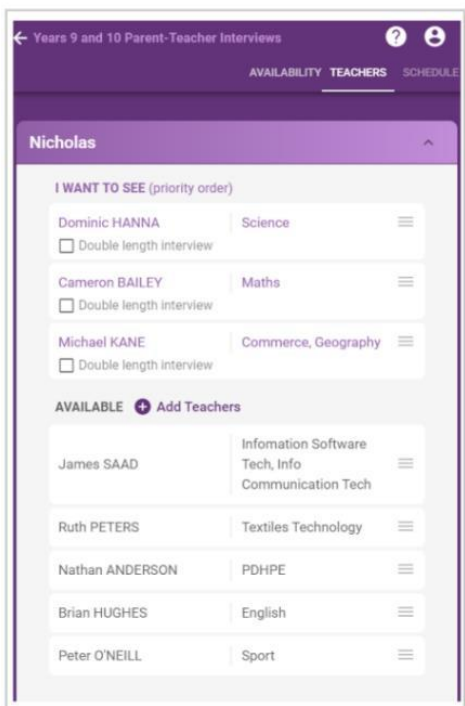 Years 9 and 10 Parent-Teacher Interviews
AVAILABILITY TEACHERS SCHEDULE
Nicholas
I WANT TO SEE (priority order)
Dominic HANNA Science
Double length interview
Cameron BAILEY Maths
Double length interview
Michael KANE Commerce, Geography
Double length interview
AVAILABLE + Add Teachers
James SAAD
Infomation Software
Tech, Info
Communication Tech
Ruth PETERS Textiles Technology
Nathan ANDERSON PDHPE
Brian HUGHES English
Peter O'NEILL Sport